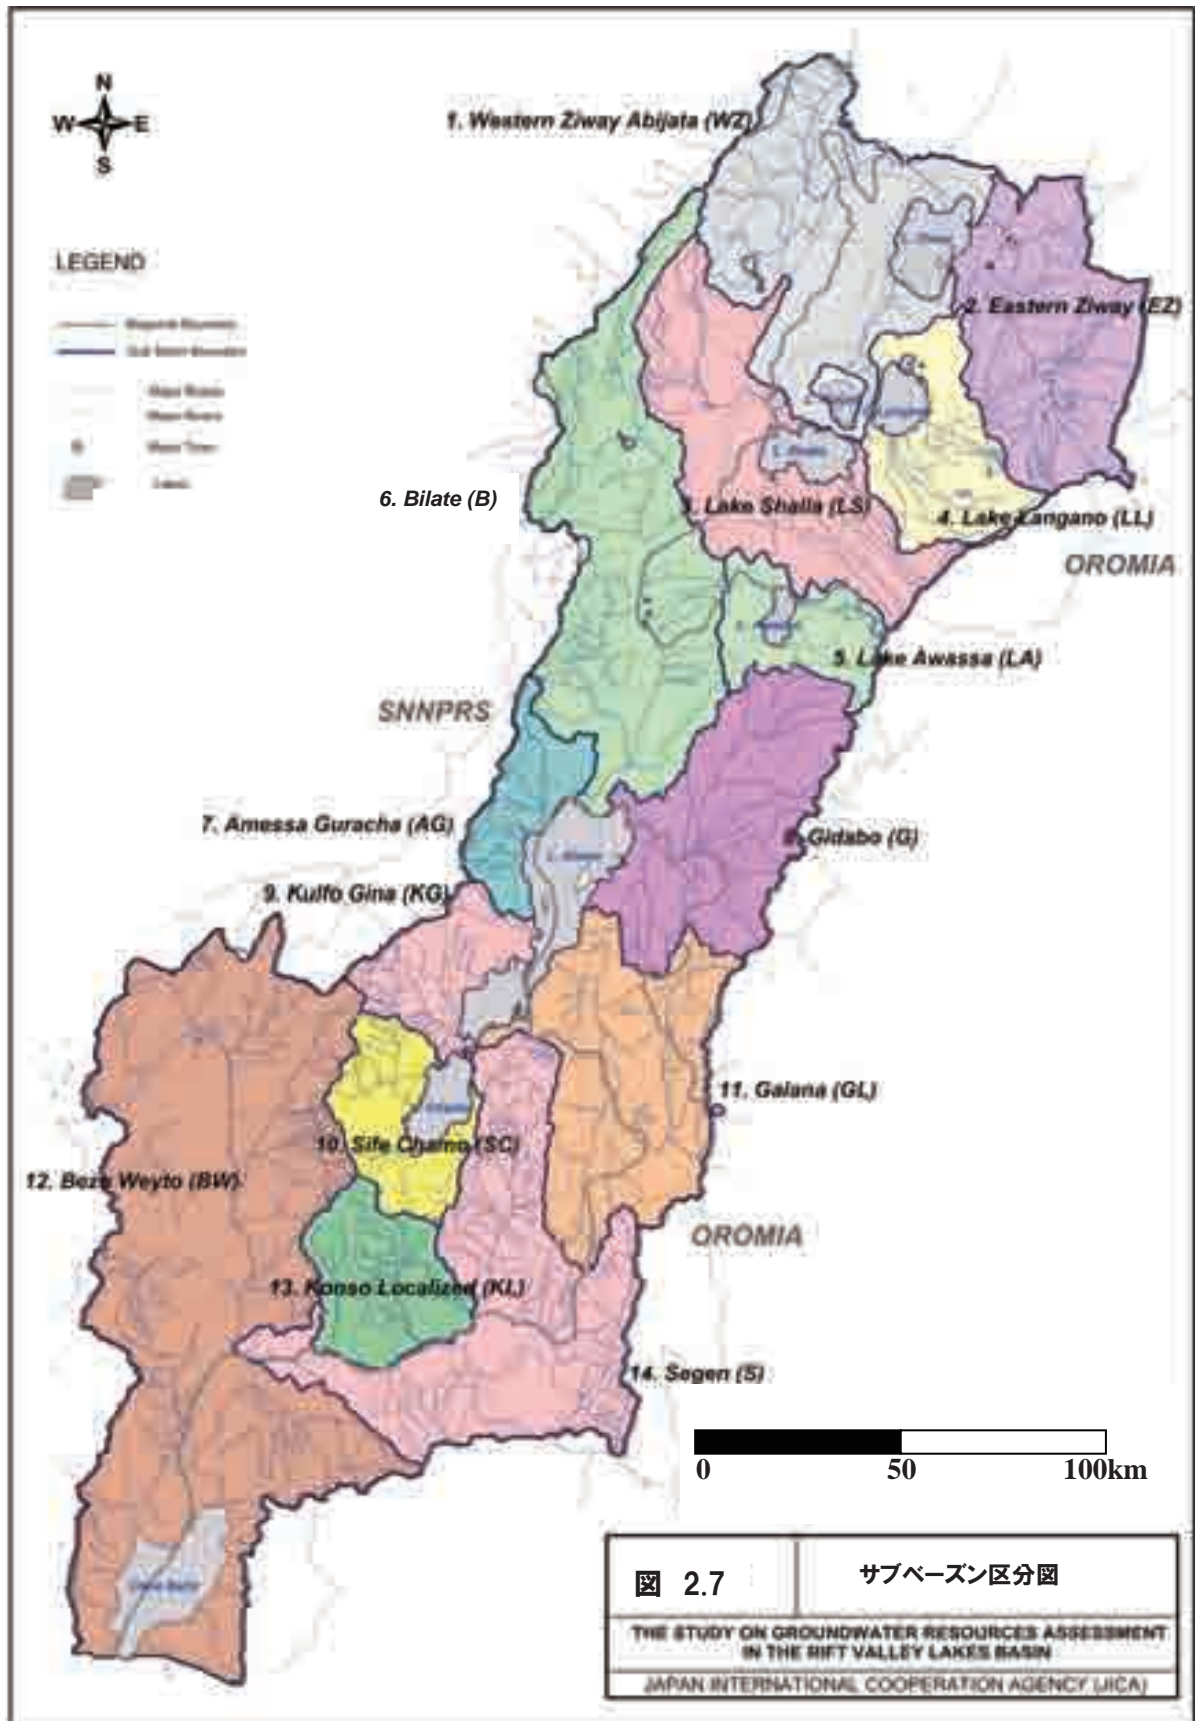 N
W E
S
1. Western Ziway Abijata (WZ)
LEGEND
2. Eastern Ziway (EZ)
6. Bilate (B)
3. Lake Shalla (LS)
4. Lake Langano (LL)
OROMIA
5. Lake Awassa (LA)
SNNPRS
7. Amessa Guracha (AG)
8. Gidabo (G)
9. Kulfo Gina (KG)
11. Galana (GL)
10. Sife Chamo (SC)
12. Beze Weyto (BW)
OROMIA
13. Konso Localized (KL)
14. Segen (S)
0 50 100km
図 2.7 サブベーズン区分図
THE STUDY ON GROUNDWATER RESOURCES ASSESSMENT
IN THE RIFT VALLEY LAKES BASIN
JAPAN INTERNATIONAL COOPERATION AGENCY (JICA)